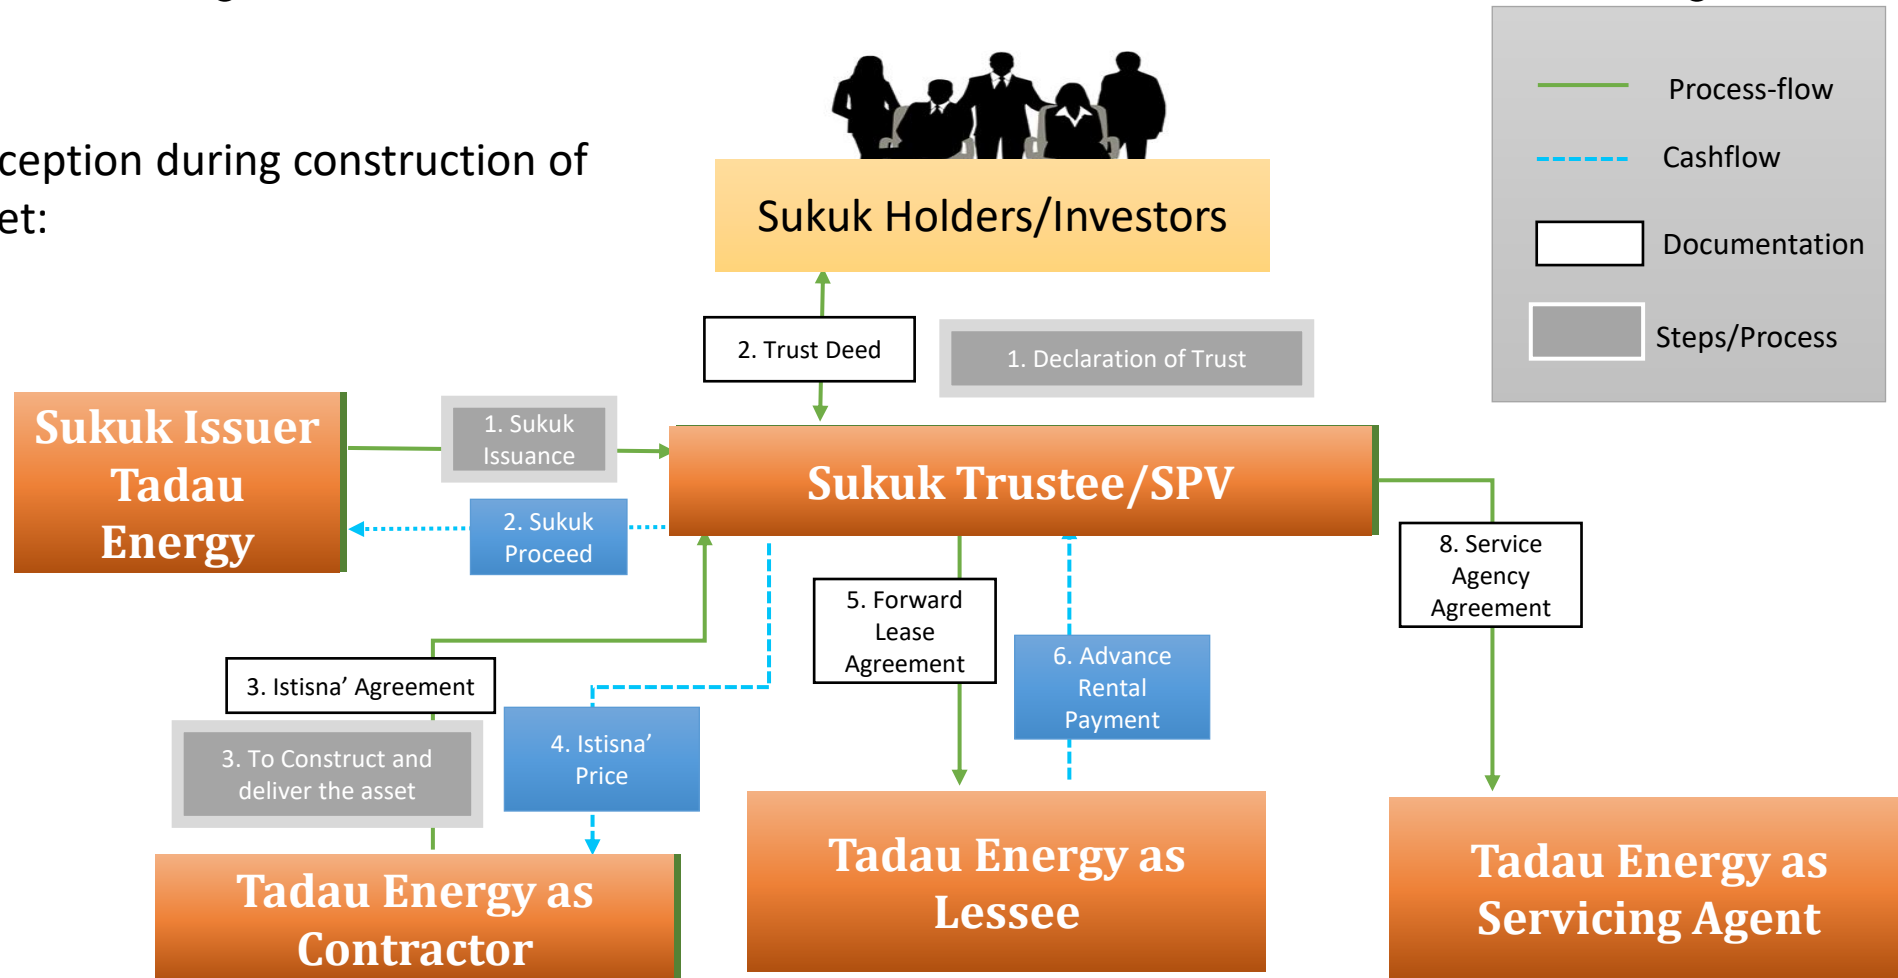 g
g
ception during construction of
et:
Process-flow
Cashflow
Documentation
Steps/Process
Sukuk Holders/Investors
2. Trust Deed
1. Declaration of Trust
Sukuk Issuer
Tadau
Energy
1. Sukuk
Issuance
2. Sukuk
Proceed
Sukuk Trustee/SPV
8. Service
Agency
Agreement
5. Forward
Lease
Agreement
6. Advance
Rental
Payment
3. Istisna’ Agreement
3. To Construct and
deliver the asset
4. Istisna’
Price
Tadau Energy as
Contractor
Tadau Energy as
Lessee
Tadau Energy as
Servicing Agent